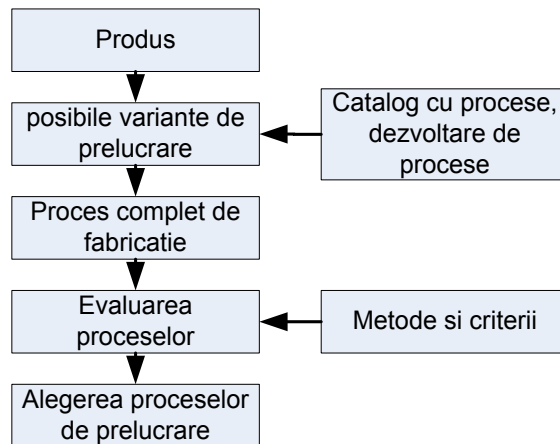 Produs
posibile variante de
prelucrare
Catalog cu procese,
dezvoltare de
procese
Proces complet de
fabricatie
Evaluarea
proceselor
Metode si criterii
Alegerea proceselor
de prelucrare